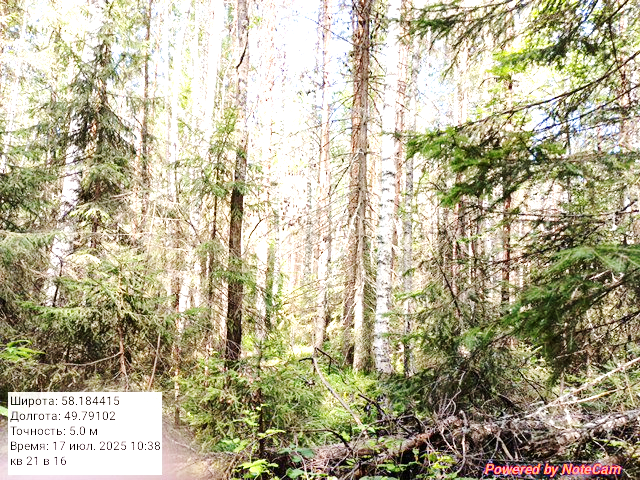 Широта: 58.184415
Долгота: 49.79102
Точность: 5.0 м
Время: 17 июл. 2025 10:38
кв 21 в 16
Powered by NoteCam